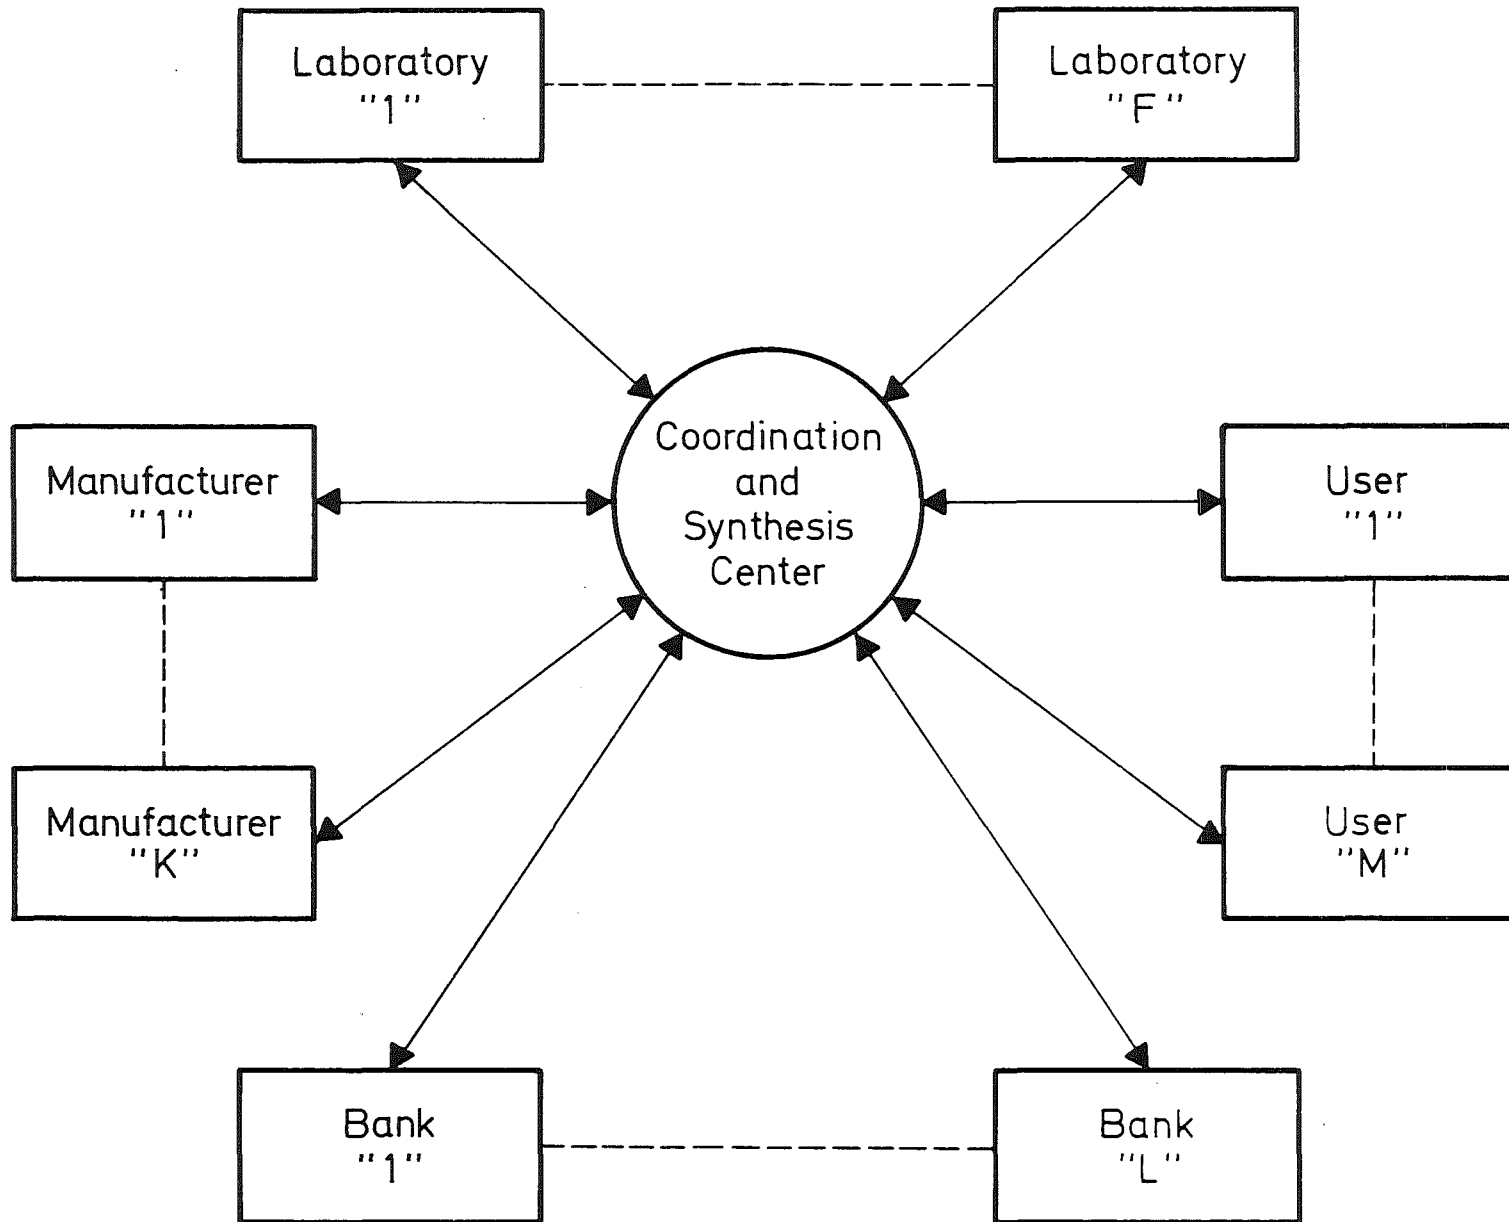 Laboratory
"1"
Laboratory
"F"
Coordination
and
Synthesis
Center
Manufacturer
"1"
User
"1"
Manufacturer
"K"
User
"M"
Bank
"1"
Bank
"L"